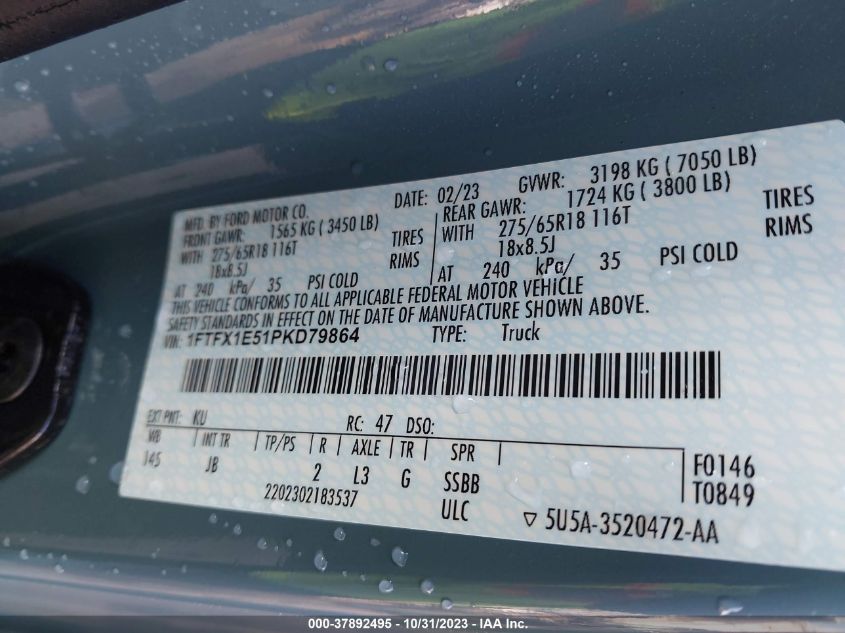 MFD. BY FORD MOTOR CO.
DATE: 02/23 GVWR: 3198 KG ( 7050 LB)
FRONT GAWR: 1565 KG ( 3450 LB)
REAR GAWR: 1724 KG ( 3800 LB)
WITH 275/65R18 116T TIRES
WITH 275/65R18 116T TIRES
18x8.5J RIMS
18x8.5J RIMS
AT 240 kPa/ 35 PSI COLD
AT 240 kPa/ 35 PSI COLD
THIS VEHICLE CONFORMS TO ALL APPLICABLE FEDERAL MOTOR VEHICLE
SAFETY STANDARDS IN EFFECT ON THE DATE OF MANUFACTURE SHOWN ABOVE.
VIN: 1FTFX1E51PKD79864 TYPE: Truck
EXT PNT: KU RC: 47 DSO:
WB INT TR TP/PS R AXLE TR SPR
145 JB 2 L3 G SSBB
F0146
T0849
2202302183537 ULC
▽ 5U5A-3520472-AA
000-37892495 - 10/31/2023 - IAA Inc.